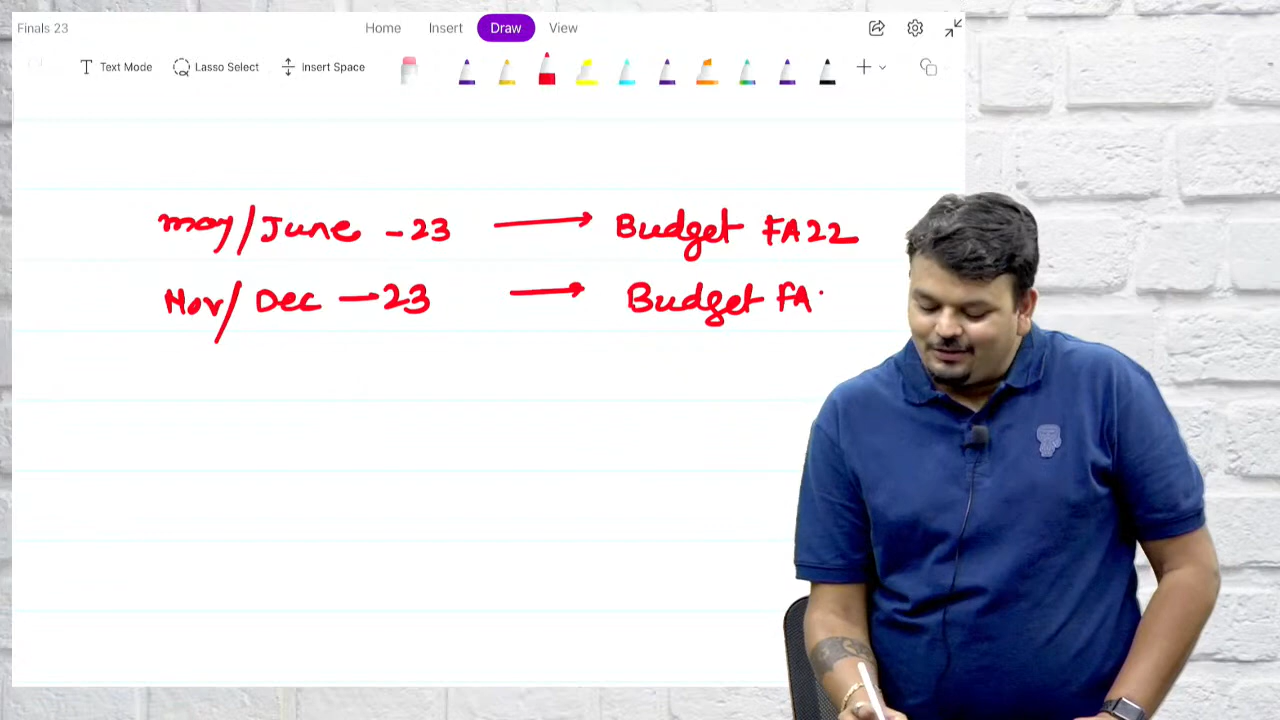 Finals 23
Home Insert Draw View
Text Mode Lasso Select Insert Space
may/June - 23 → Budget FA22
Nov/Dec - 23 → Budget FA